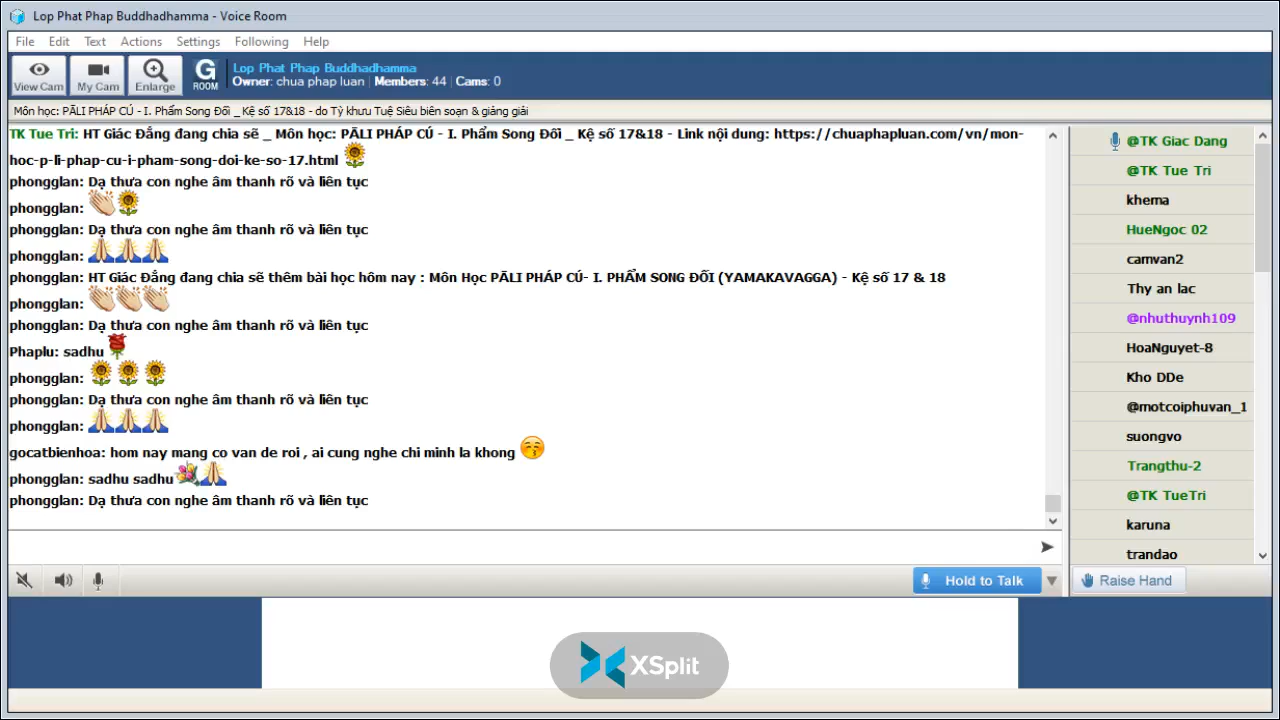 Lop Phat Phap Buddhadhamma - Voice Room
File Edit Text Actions Settings Following Help
View Cam My Cam Enlarge G ROOM
Lop Phat Phap Buddhadhamma
Owner: chua phap luan | Members: 44 | Cams: 0
Môn học: PĀLI PHÁP CÚ - I. Phẩm Song Đối _ Kệ số 17&18 - do Tỳ khưu Tuệ Siêu biên soạn & giảng giải
TK Tue Tri: HT Giác Đẳng đang chia sẽ _ Môn học: PĀLI PHÁP CÚ - I. Phẩm Song Đối _ Kệ số 17&18 - Link nội dung: https://chuaphapluan.com/vn/mon-
hoc-p-li-phap-cu-i-pham-song-doi-ke-so-17.html
phongglan: Dạ thưa con nghe âm thanh rõ và liên tục
phongglan:
phongglan: Dạ thưa con nghe âm thanh rõ và liên tục
phongglan:
phongglan: HT Giác Đẳng đang chia sẽ thêm bài học hôm nay : Môn Học PĀLI PHÁP CÚ- I. PHẨM SONG ĐỐI (YAMAKAVAGGA) - Kệ số 17 & 18
phongglan:
phongglan: Dạ thưa con nghe âm thanh rõ và liên tục
Phaplu: sadhu
phongglan:
phongglan: Dạ thưa con nghe âm thanh rõ và liên tục
phongglan:
gocatbienhoa: hom nay mang co van de roi , ai cung nghe chi minh la khong
phongglan: sadhu sadhu
phongglan: Dạ thưa con nghe âm thanh rõ và liên tục
@TK Giac Dang
@TK Tue Tri
khema
HueNgoc 02
camvan2
Thy an lac
@nhuthuynh109
HoaNguyet-8
Kho DDe
@motcoiphuvan_1
suongvo
Trangthu-2
@TK TueTri
karuna
trandao
Hold to Talk
Raise Hand
XSplit